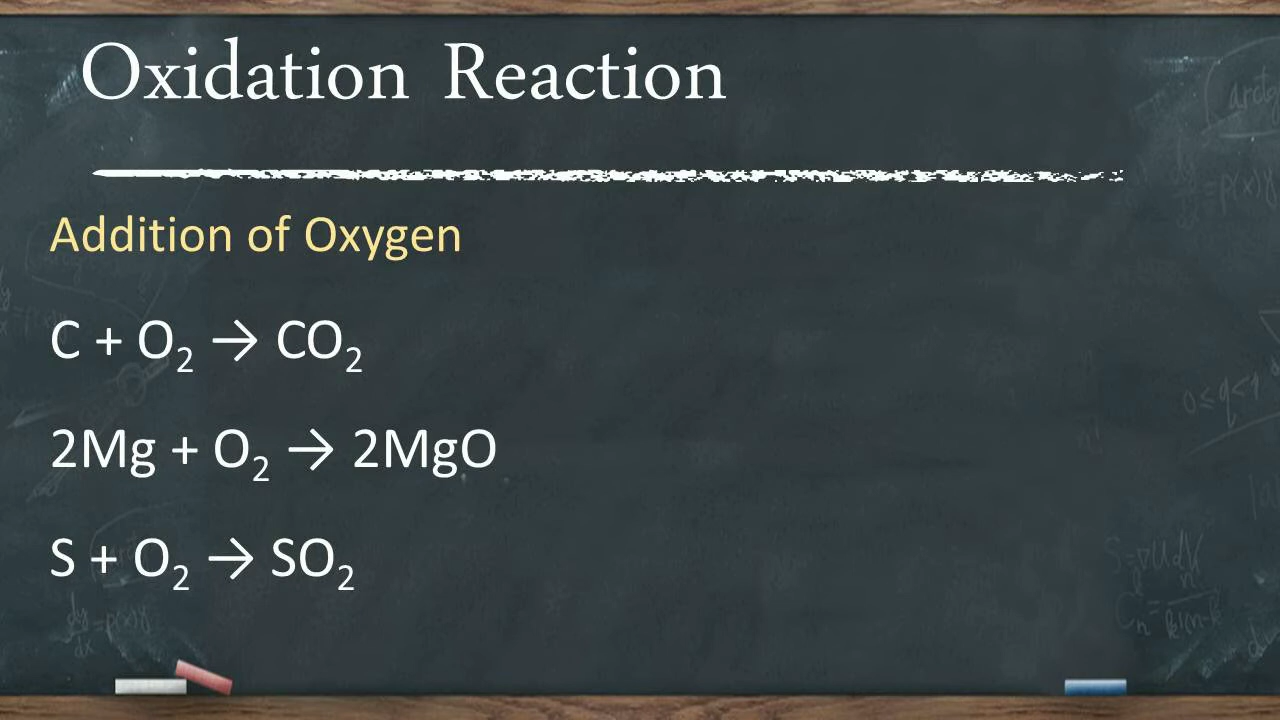 Oxidation Reaction
Addition of Oxygen
C + O₂ → CO₂
2Mg + O₂ → 2MgO
S + O₂ → SO₂